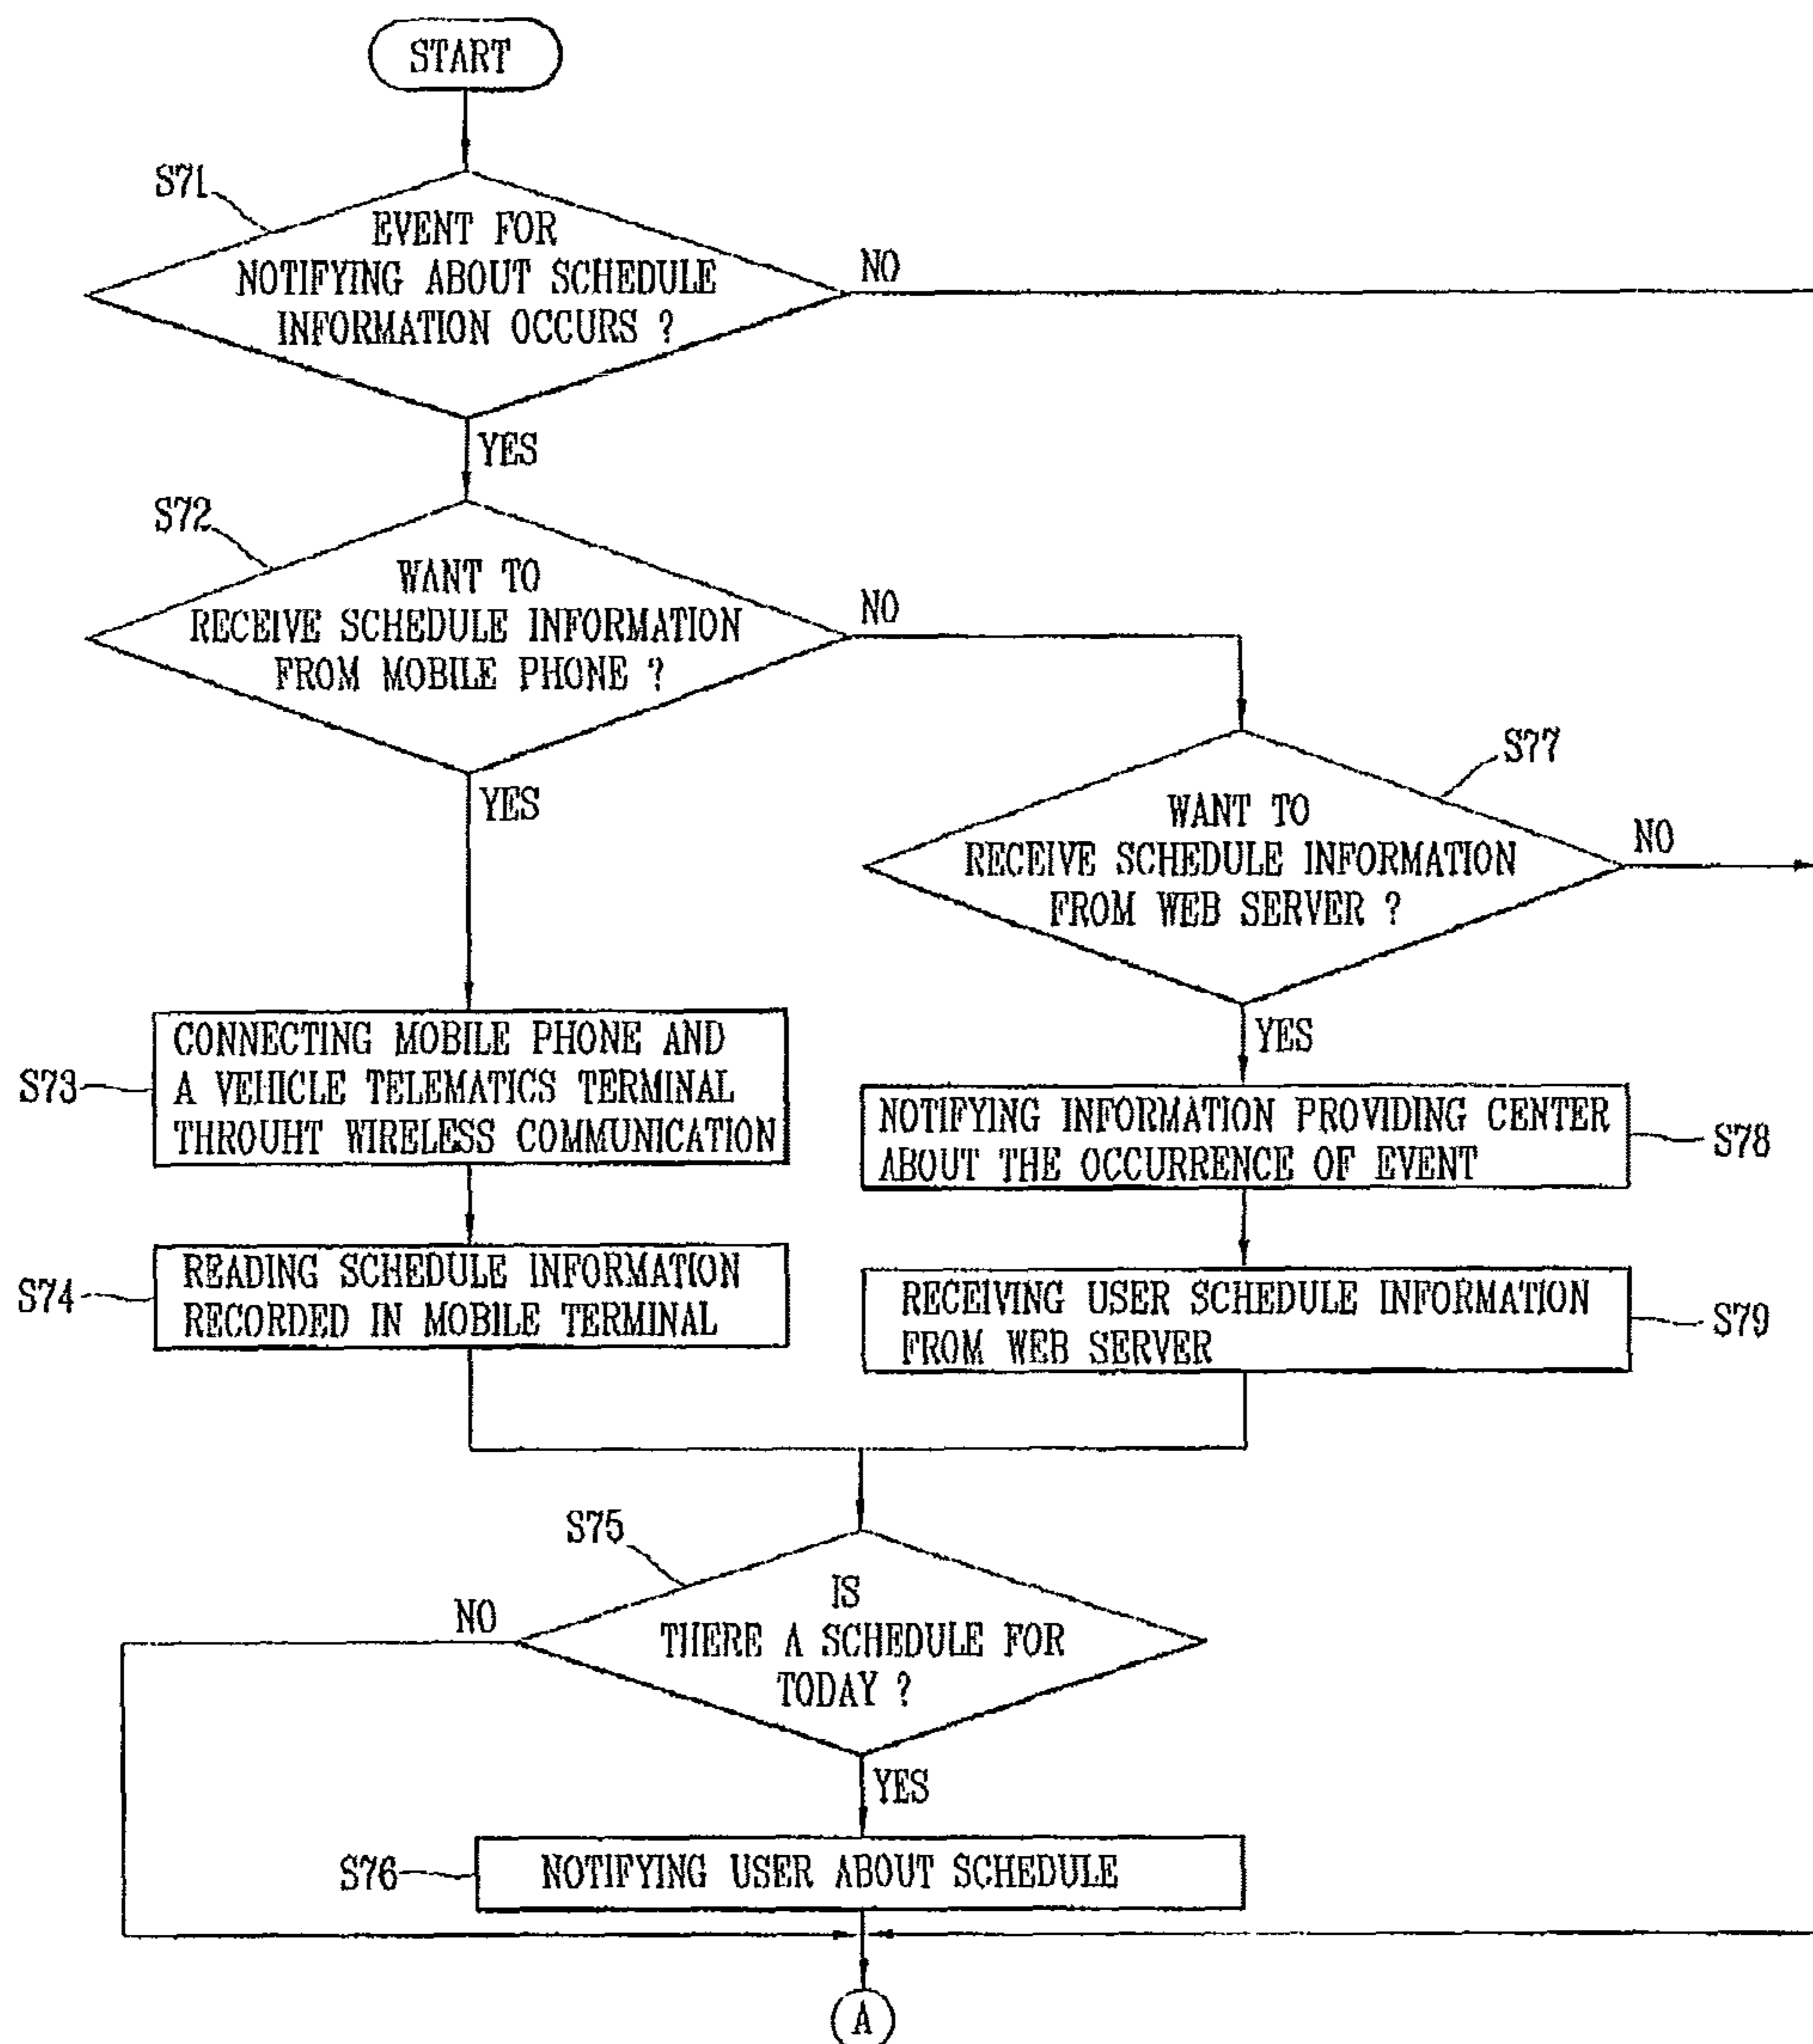 START
S71
EVENT FOR
NOTIFYING ABOUT SCHEDULE
INFORMATION OCCURS ?
NO
YES
S72
WANT TO
RECEIVE SCHEDULE INFORMATION
FROM MOBILE PHONE ?
NO
YES
S77
WANT TO
RECEIVE SCHEDULE INFORMATION
FROM WEB SERVER ?
NO
YES
S73
CONNECTING MOBILE PHONE AND
A VEHICLE TELEMATICS TERMINAL
THROUHT WIRELESS COMMUNICATION
NOTIFYING INFORMATION PROVIDING CENTER
ABOUT THE OCCURRENCE OF EVENT
S78
S74
READING SCHEDULE INFORMATION
RECORDED IN MOBILE TERMINAL
RECEIVING USER SCHEDULE INFORMATION
FROM WEB SERVER
S79
S75
IS
THERE A SCHEDULE FOR
TODAY ?
NO
YES
S76
NOTIFYING USER ABOUT SCHEDULE
A